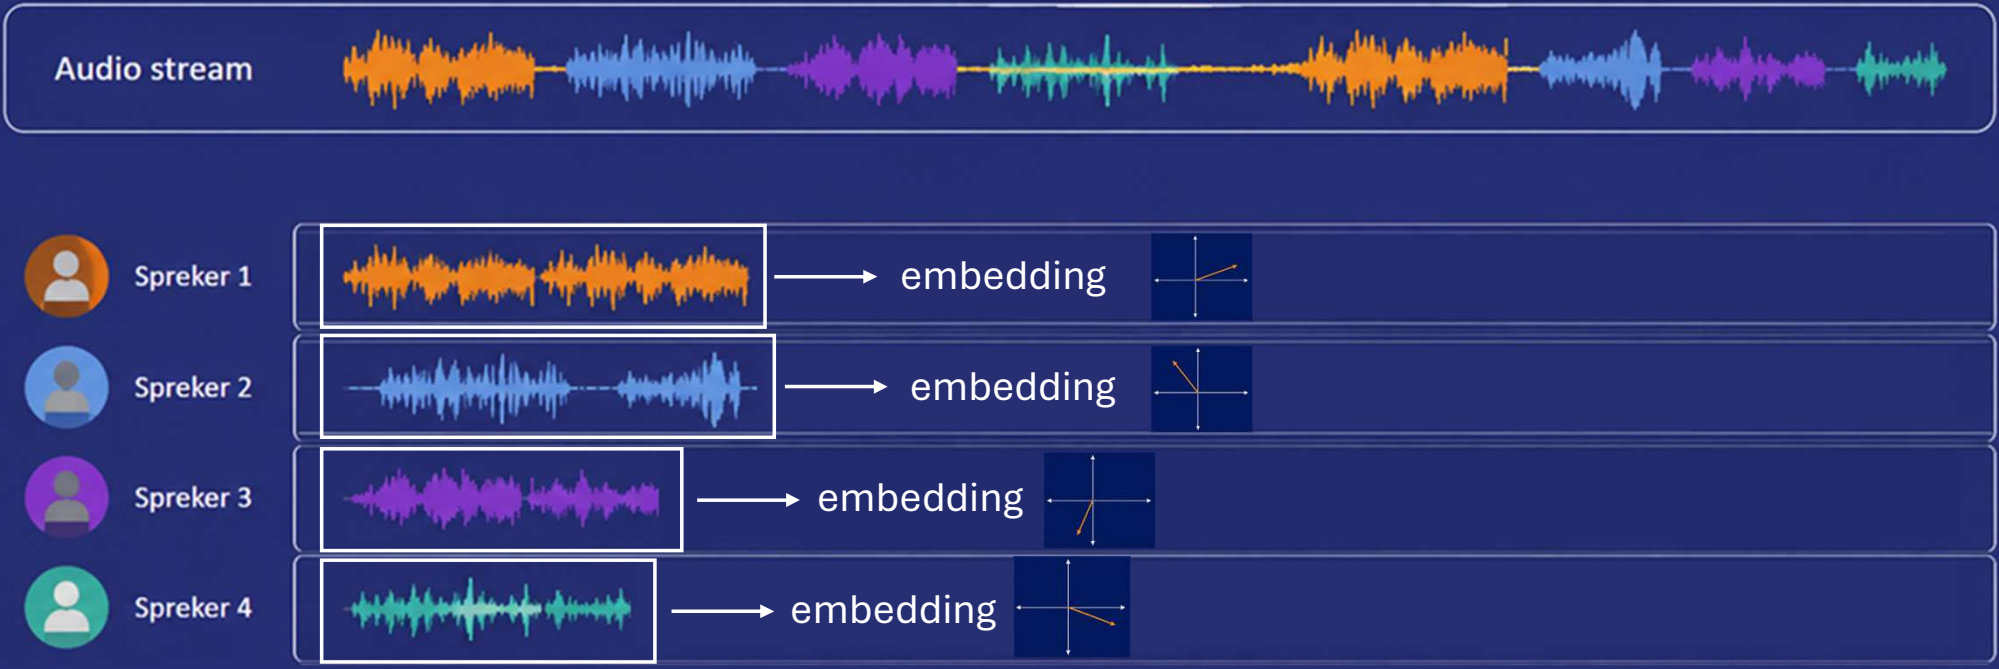 Audio stream
Spreker 1
embedding
Spreker 2
embedding
Spreker 3
embedding
Spreker 4
embedding